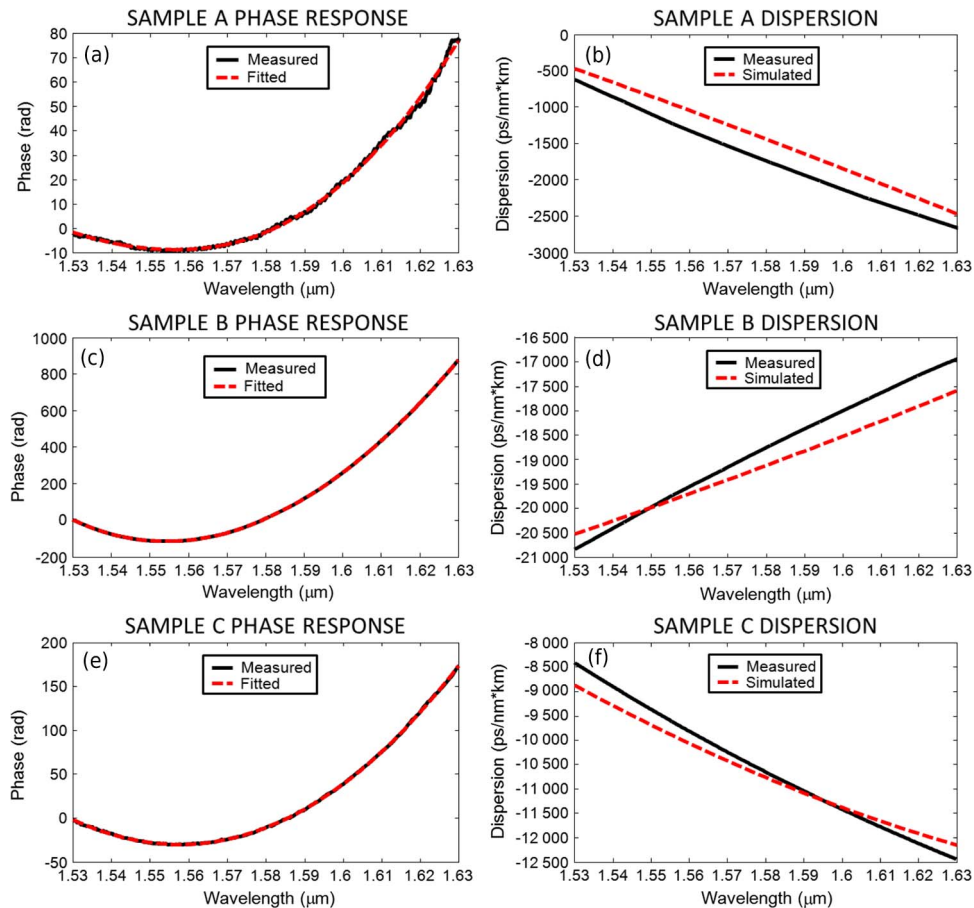 SAMPLE A PHASE RESPONSE
(a)
Measured
Fitted
80
70
60
50
40
30
20
10
0
-10
Phase (rad)
1.53 1.54 1.55 1.56 1.57 1.58 1.59 1.6 1.61 1.62 1.63
Wavelength (μm)
SAMPLE A DISPERSION
(b)
Measured
Simulated
0
-500
-1000
-1500
-2000
-2500
-3000
Dispersion (ps/nm*km)
1.53 1.54 1.55 1.56 1.57 1.58 1.59 1.6 1.61 1.62 1.63
Wavelength (μm)
SAMPLE B PHASE RESPONSE
(c)
Measured
Fitted
1000
800
600
400
200
0
-200
Phase (rad)
1.53 1.54 1.55 1.56 1.57 1.58 1.59 1.6 1.61 1.62 1.63
Wavelength (μm)
SAMPLE B DISPERSION
(d)
Measured
Simulated
-16 500
-17 000
-17 500
-18 000
-18 500
-19 000
-19 500
-20 000
-20 500
-21 000
Dispersion (ps/nm*km)
1.53 1.54 1.55 1.56 1.57 1.58 1.59 1.6 1.61 1.62 1.63
Wavelength (μm)
SAMPLE C PHASE RESPONSE
(e)
Measured
Fitted
200
150
100
50
0
-50
Phase (rad)
1.53 1.54 1.55 1.56 1.57 1.58 1.59 1.6 1.61 1.62 1.63
Wavelength (μm)
SAMPLE C DISPERSION
(f)
Measured
Simulated
-8 000
-8 500
-9 000
-9 500
-10 000
-10 500
-11 000
-11 500
-12 000
-12 500
Dispersion (ps/nm*km)
1.53 1.54 1.55 1.56 1.57 1.58 1.59 1.6 1.61 1.62 1.63
Wavelength (μm)